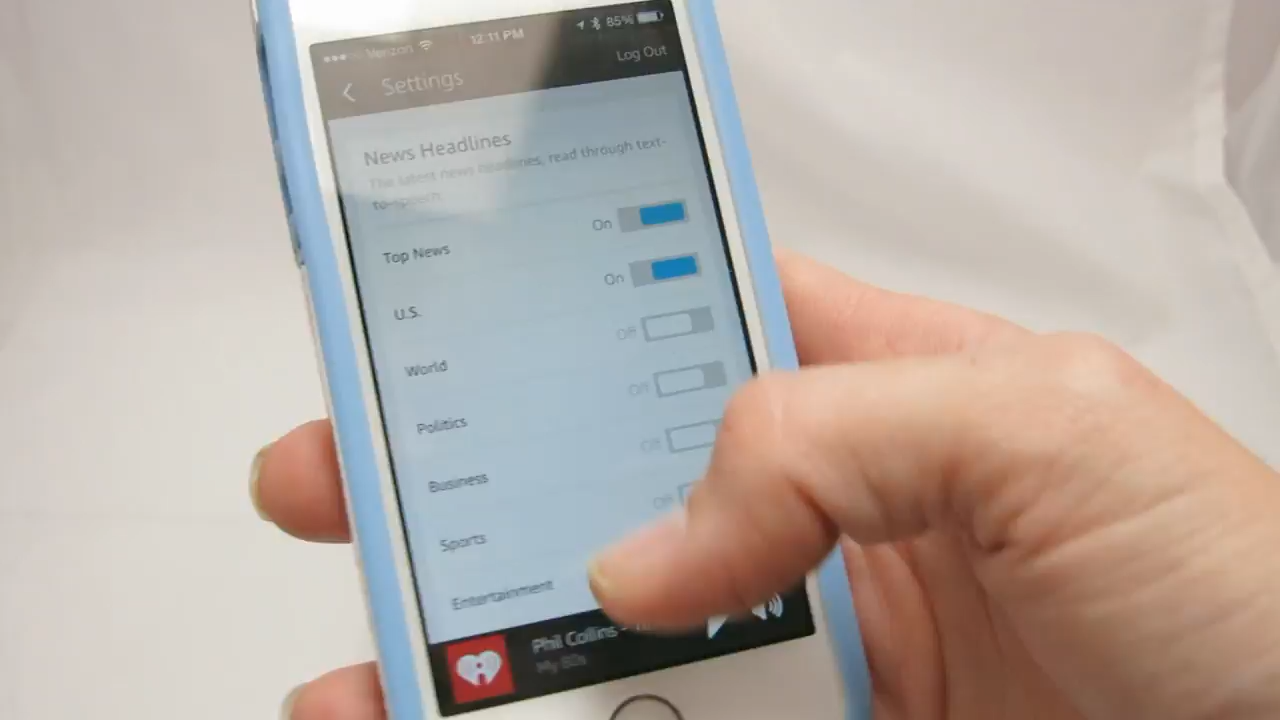 Verizon 12:11 PM 85%
Settings Log Out
News Headlines
The latest news headlines, read through text-
to-speech.
Top News On
U.S. On
World Off
Politics Off
Business Off
Sports Off
Entertainment
Phil Collins -
My 80s